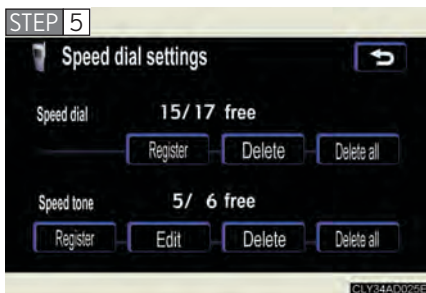 STEP 5
Speed dial settings
Speed dial 15/17 free
Register Delete Delete all
Speed tone 5/ 6 free
Register Edit Delete Delete all
CLY34AD025E